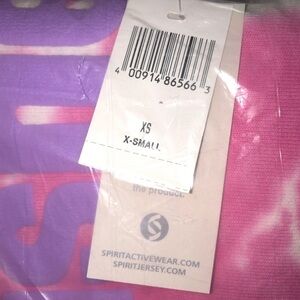 4 00914 86566 3
XS
X-SMALL
the product.
S
SPIRITACTIVEWEAR.COM
SPIRITJERSEY.COM